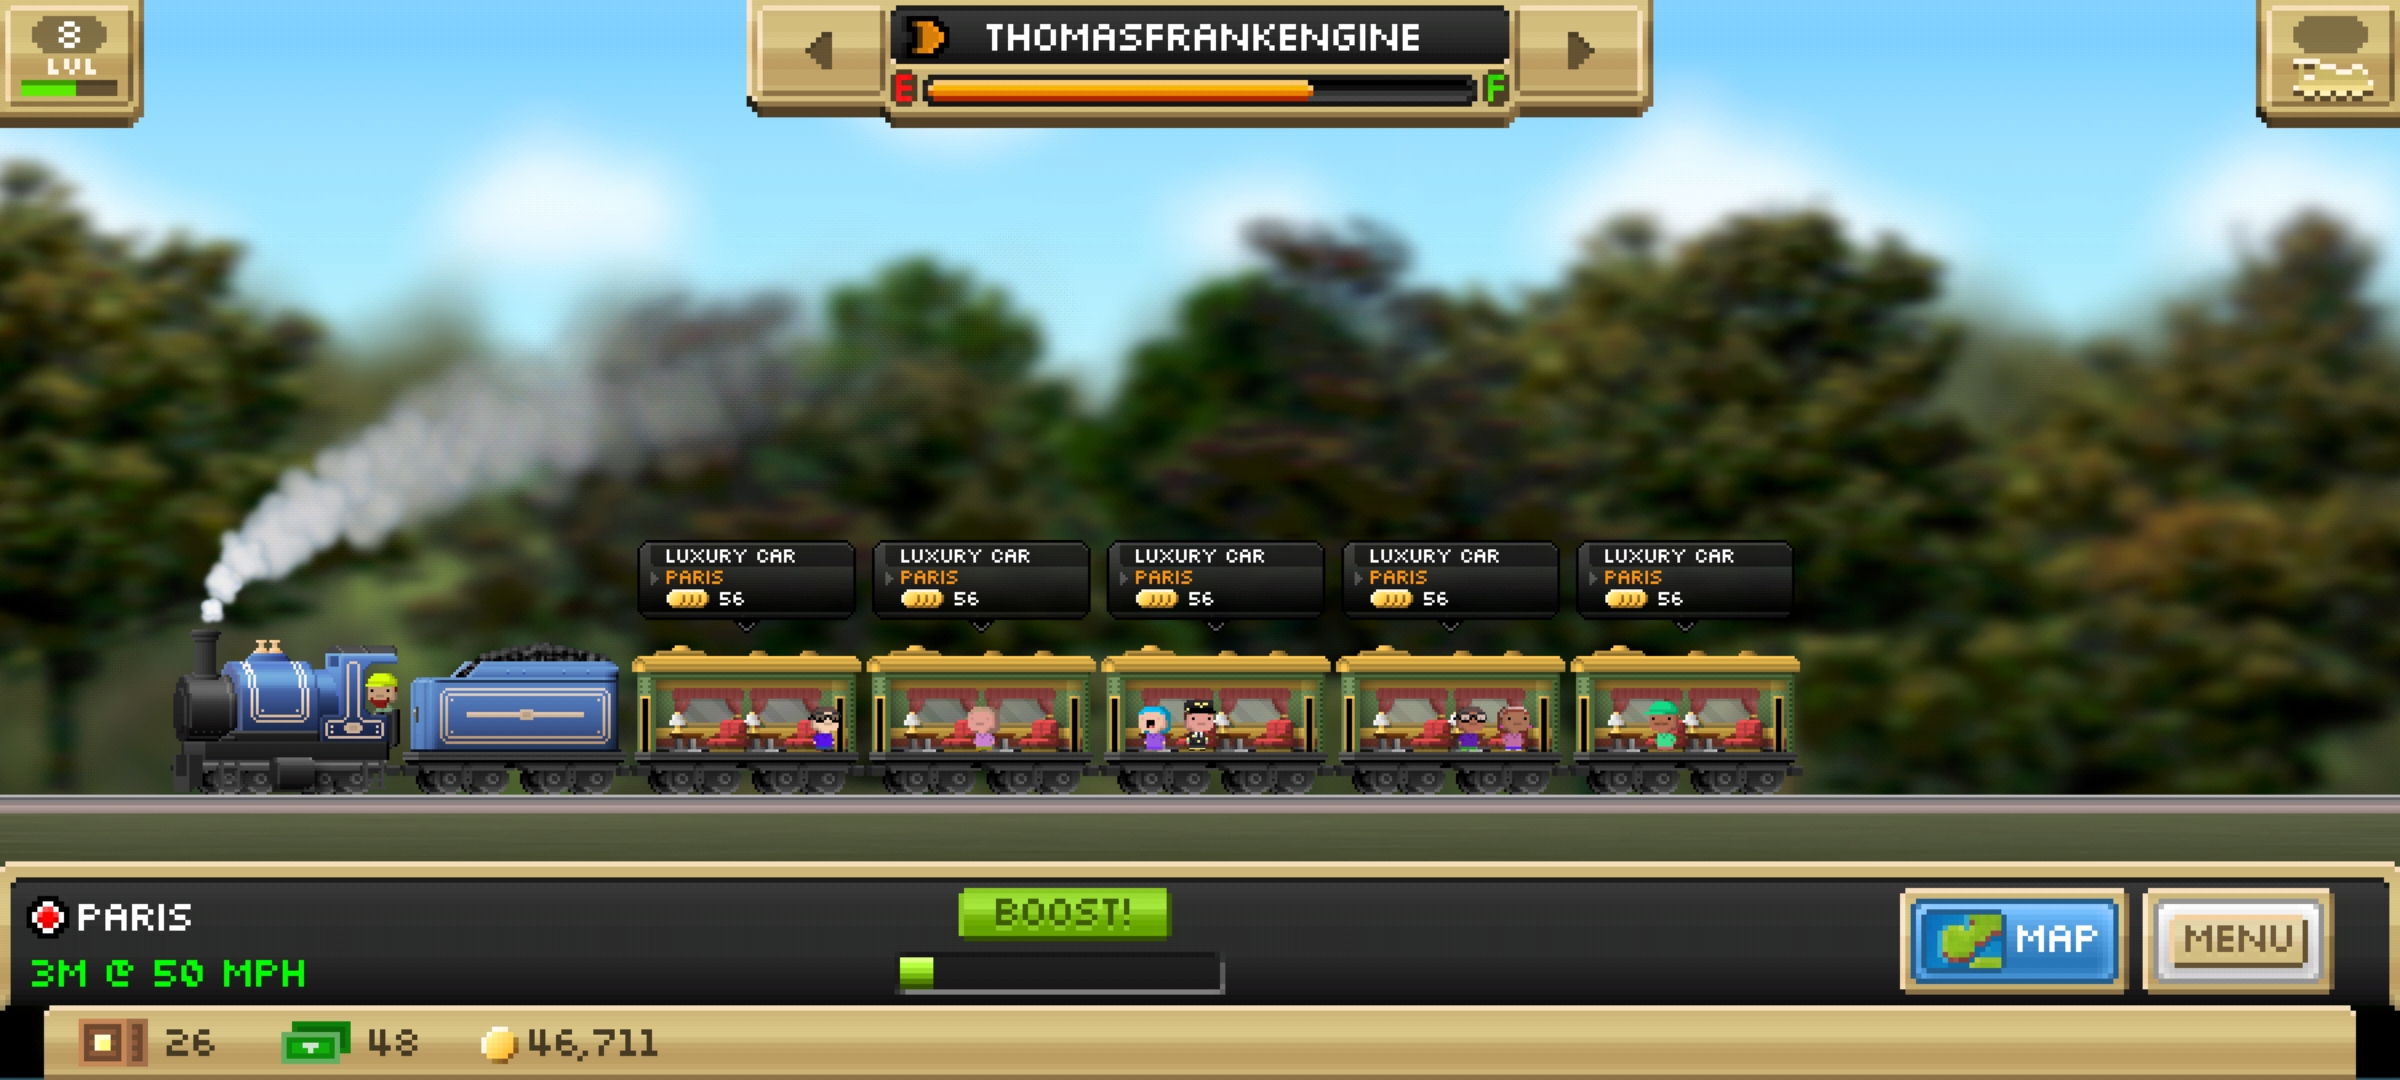 8
LVL
THOMASFRANKENGINE
E F
LUXURY CAR
PARIS
56
LUXURY CAR
PARIS
56
LUXURY CAR
PARIS
56
LUXURY CAR
PARIS
56
LUXURY CAR
PARIS
56
PARIS
3M @ 50 MPH
BOOST!
MAP
MENU
26
48
46,711